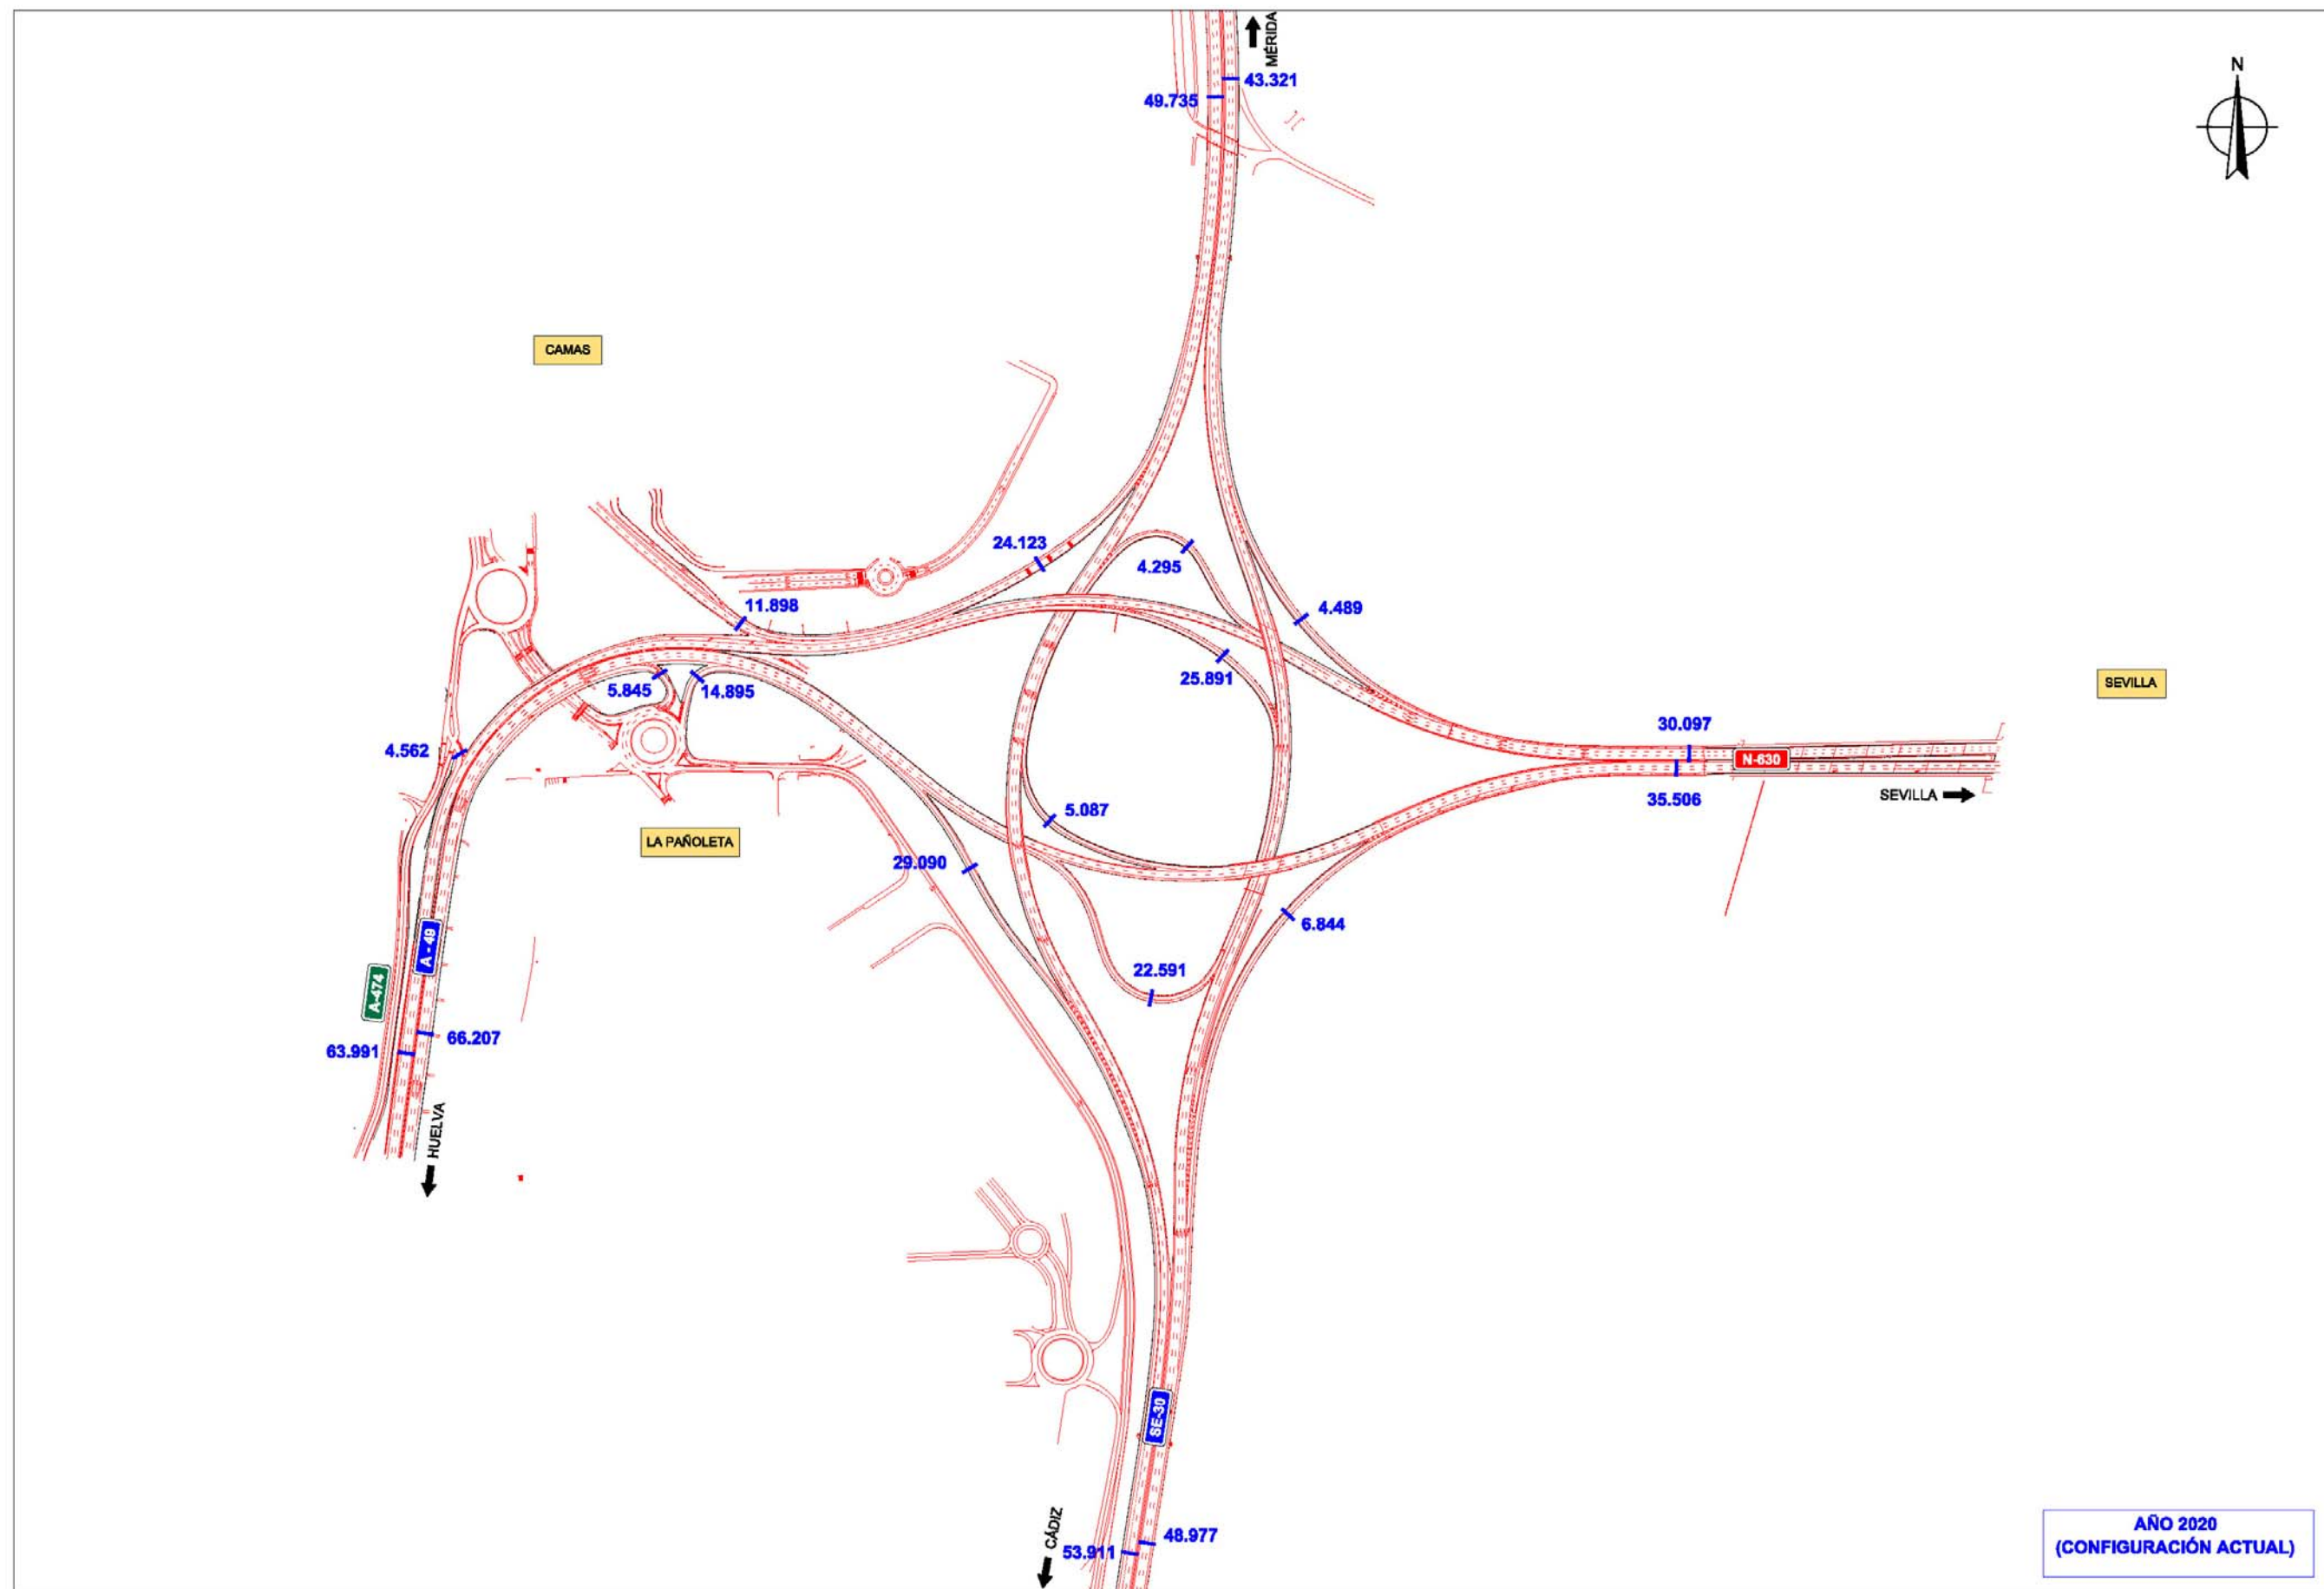 MÉRIDA
43.321
49.735
N
CAMAS
24.123
4.295
11.898
4.489
25.891
5.845
14.895
SEVILLA
30.097
4.562
N-630
35.506
SEVILLA
5.087
LA PAÑOLETA
29.090
6.844
A - 49
22.591
A-474
66.207
63.991
HUELVA
SE-30
CÁDIZ
48.977
53.911
AÑO 2020
(CONFIGURACIÓN ACTUAL)